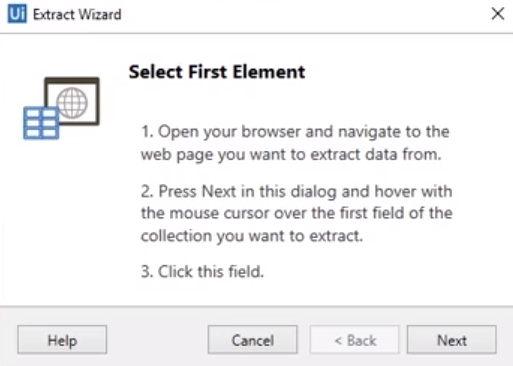 Ui Extract Wizard
Select First Element
1. Open your browser and navigate to the
web page you want to extract data from.
2. Press Next in this dialog and hover with
the mouse cursor over the first field of the
collection you want to extract.
3. Click this field.
Help Cancel < Back Next